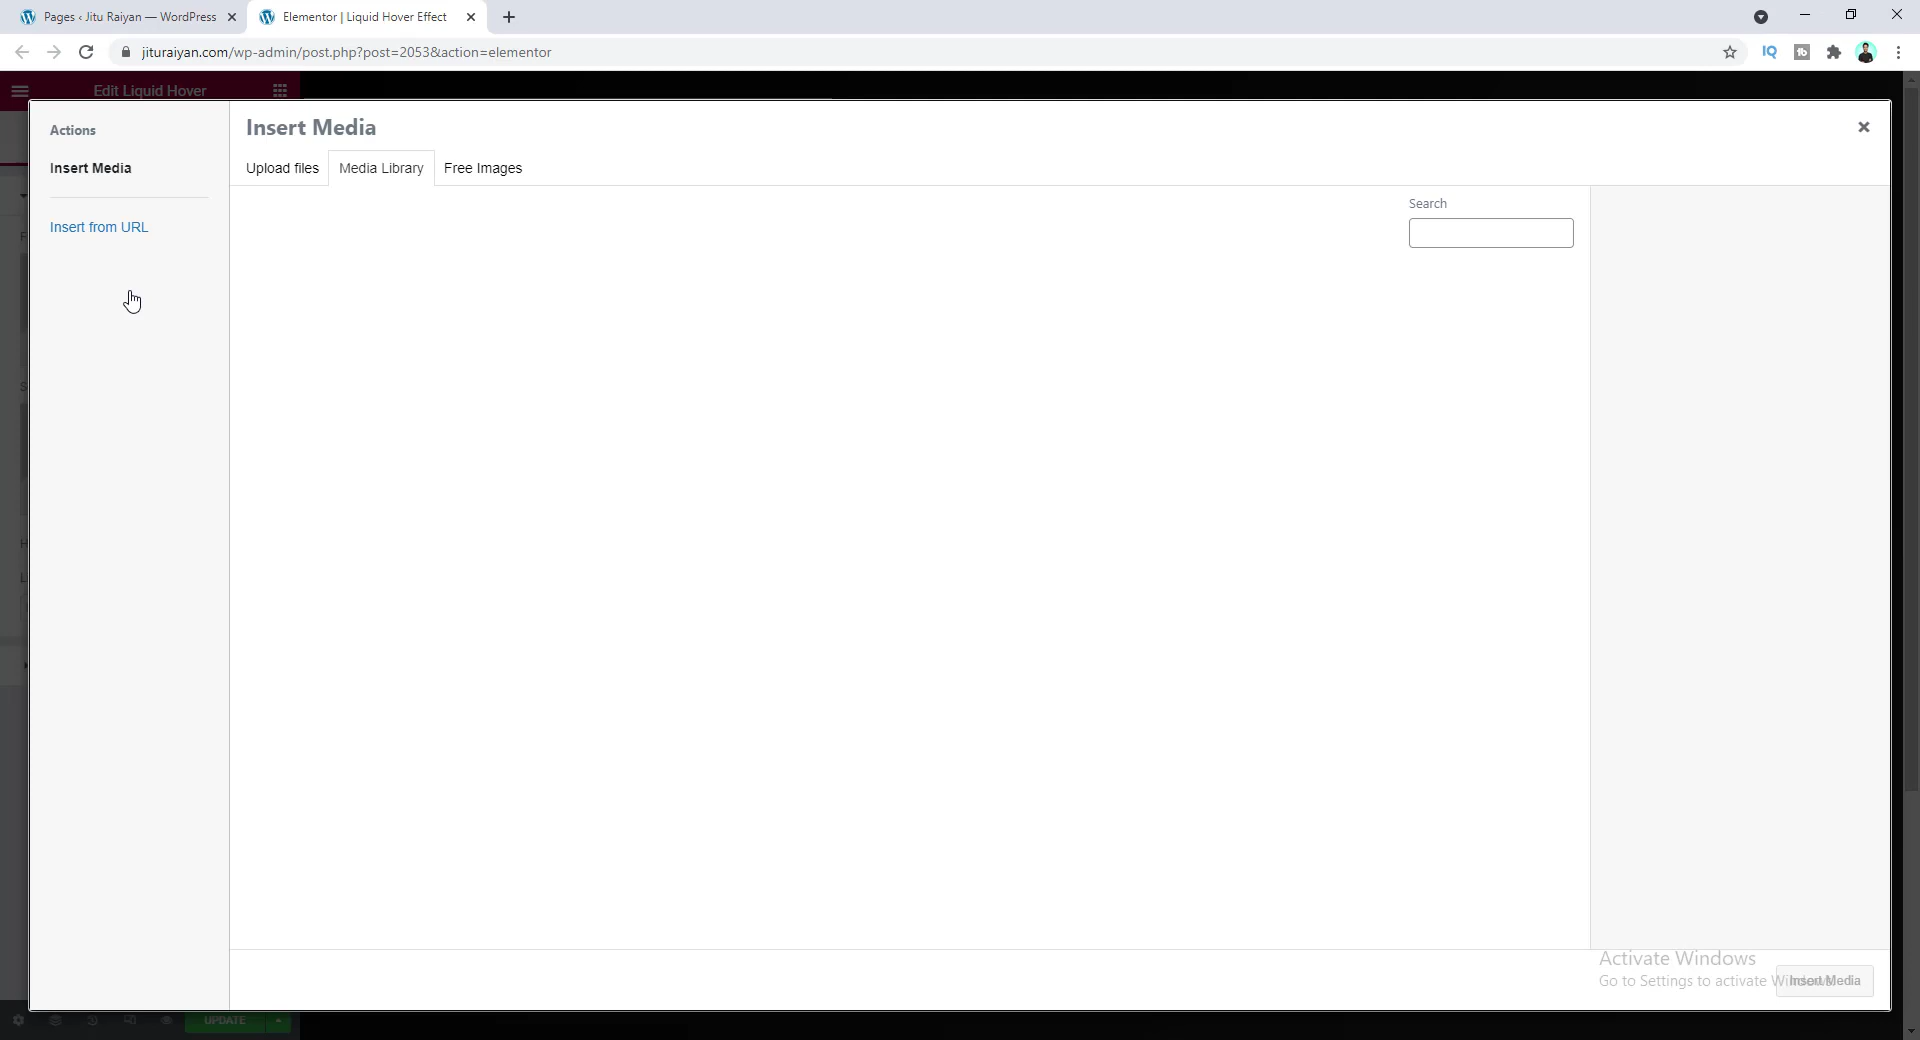 Pages ‹ Jitu Raiyan — WordPress
Elementor | Liquid Hover Effect
jituraiyan.com/wp-admin/post.php?post=2053&action=elementor
IQ
Edit Liquid Hover
Actions
Insert Media
Insert from URL
Insert Media
Upload files
Media Library
Free Images
Search
Activate Windows
Go to Settings to activate Windows.
Insert Media
UPDATE